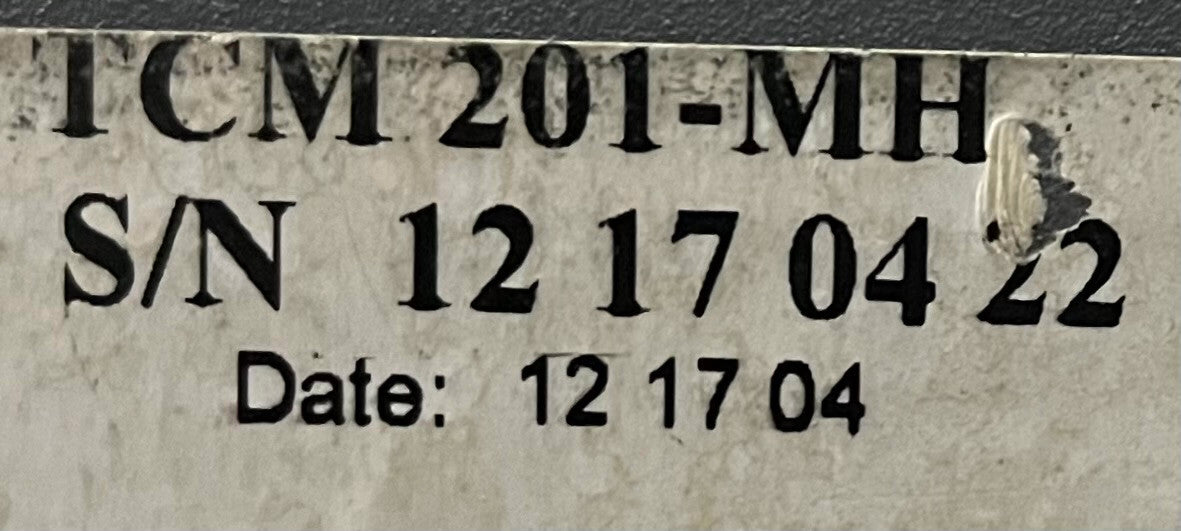 TCM 201-MH
S/N 12 17 04 22
Date: 12 17 04